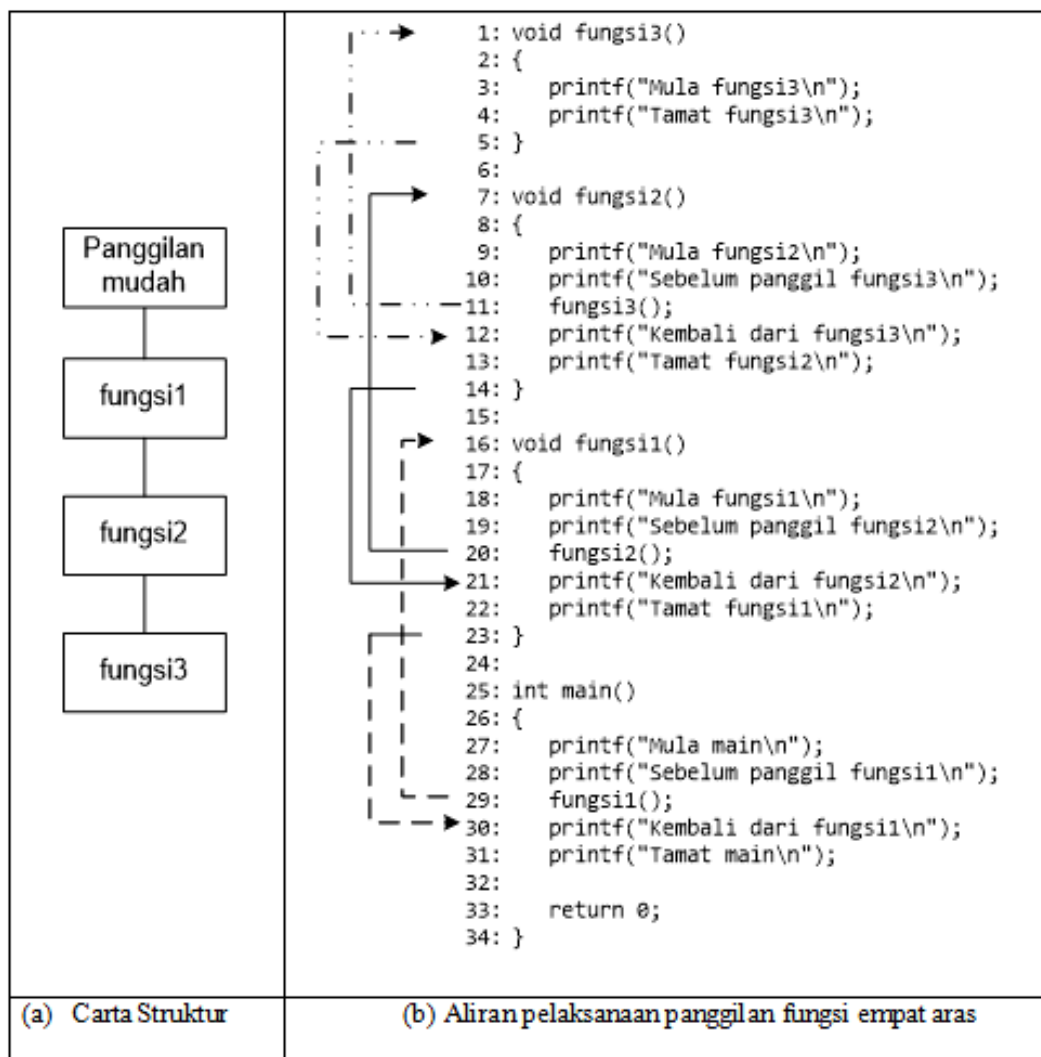 Panggilan
mudah
fungsi1
fungsi2
fungsi3
1: void fungsi3()
2: {
3: printf("Mula fungsi3\n");
4: printf("Tamat fungsi3\n");
5: }
6:
7: void fungsi2()
8: {
9: printf("Mula fungsi2\n");
10: printf("Sebelum panggil fungsi3\n");
11: fungsi3();
12: printf("Kembali dari fungsi3\n");
13: printf("Tamat fungsi2\n");
14: }
15:
16: void fungsi1()
17: {
18: printf("Mula fungsi1\n");
19: printf("Sebelum panggil fungsi2\n");
20: fungsi2();
21: printf("Kembali dari fungsi2\n");
22: printf("Tamat fungsi1\n");
23: }
24:
25: int main()
26: {
27: printf("Mula main\n");
28: printf("Sebelum panggil fungsi1\n");
29: fungsi1();
30: printf("Kembali dari fungsi1\n");
31: printf("Tamat main\n");
32:
33: return 0;
34: }
(a) Carta Struktur
(b) Aliran pelaksanaan panggilan fungsi empat aras